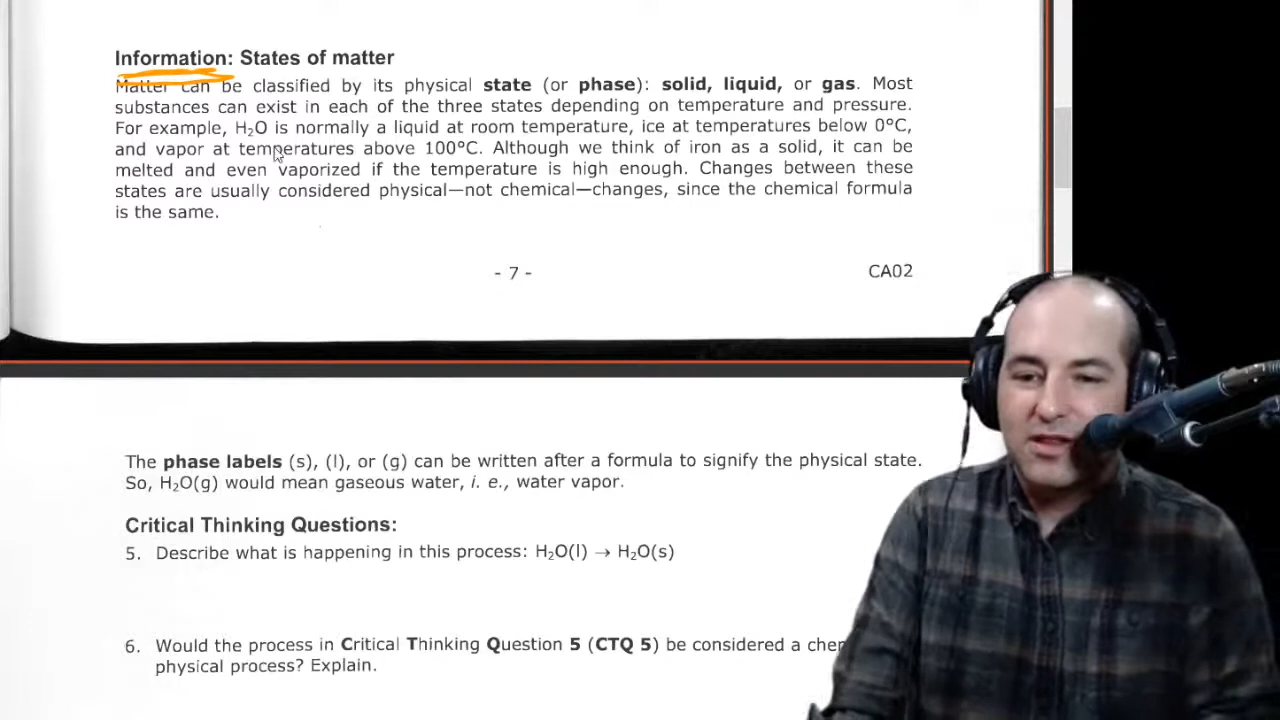 Information: States of matter
Matter can be classified by its physical state (or phase): solid, liquid, or gas. Most
substances can exist in each of the three states depending on temperature and pressure.
For example, H₂O is normally a liquid at room temperature, ice at temperatures below 0°C,
and vapor at temperatures above 100°C. Although we think of iron as a solid, it can be
melted and even vaporized if the temperature is high enough. Changes between these
states are usually considered physical—not chemical—changes, since the chemical formula
is the same.
- 7 -
CA02
The phase labels (s), (l), or (g) can be written after a formula to signify the physical state.
So, H₂O(g) would mean gaseous water, i. e., water vapor.
Critical Thinking Questions:
5. Describe what is happening in this process: H₂O(l) → H₂O(s)
6. Would the process in Critical Thinking Question 5 (CTQ 5) be considered a
physical process? Explain.